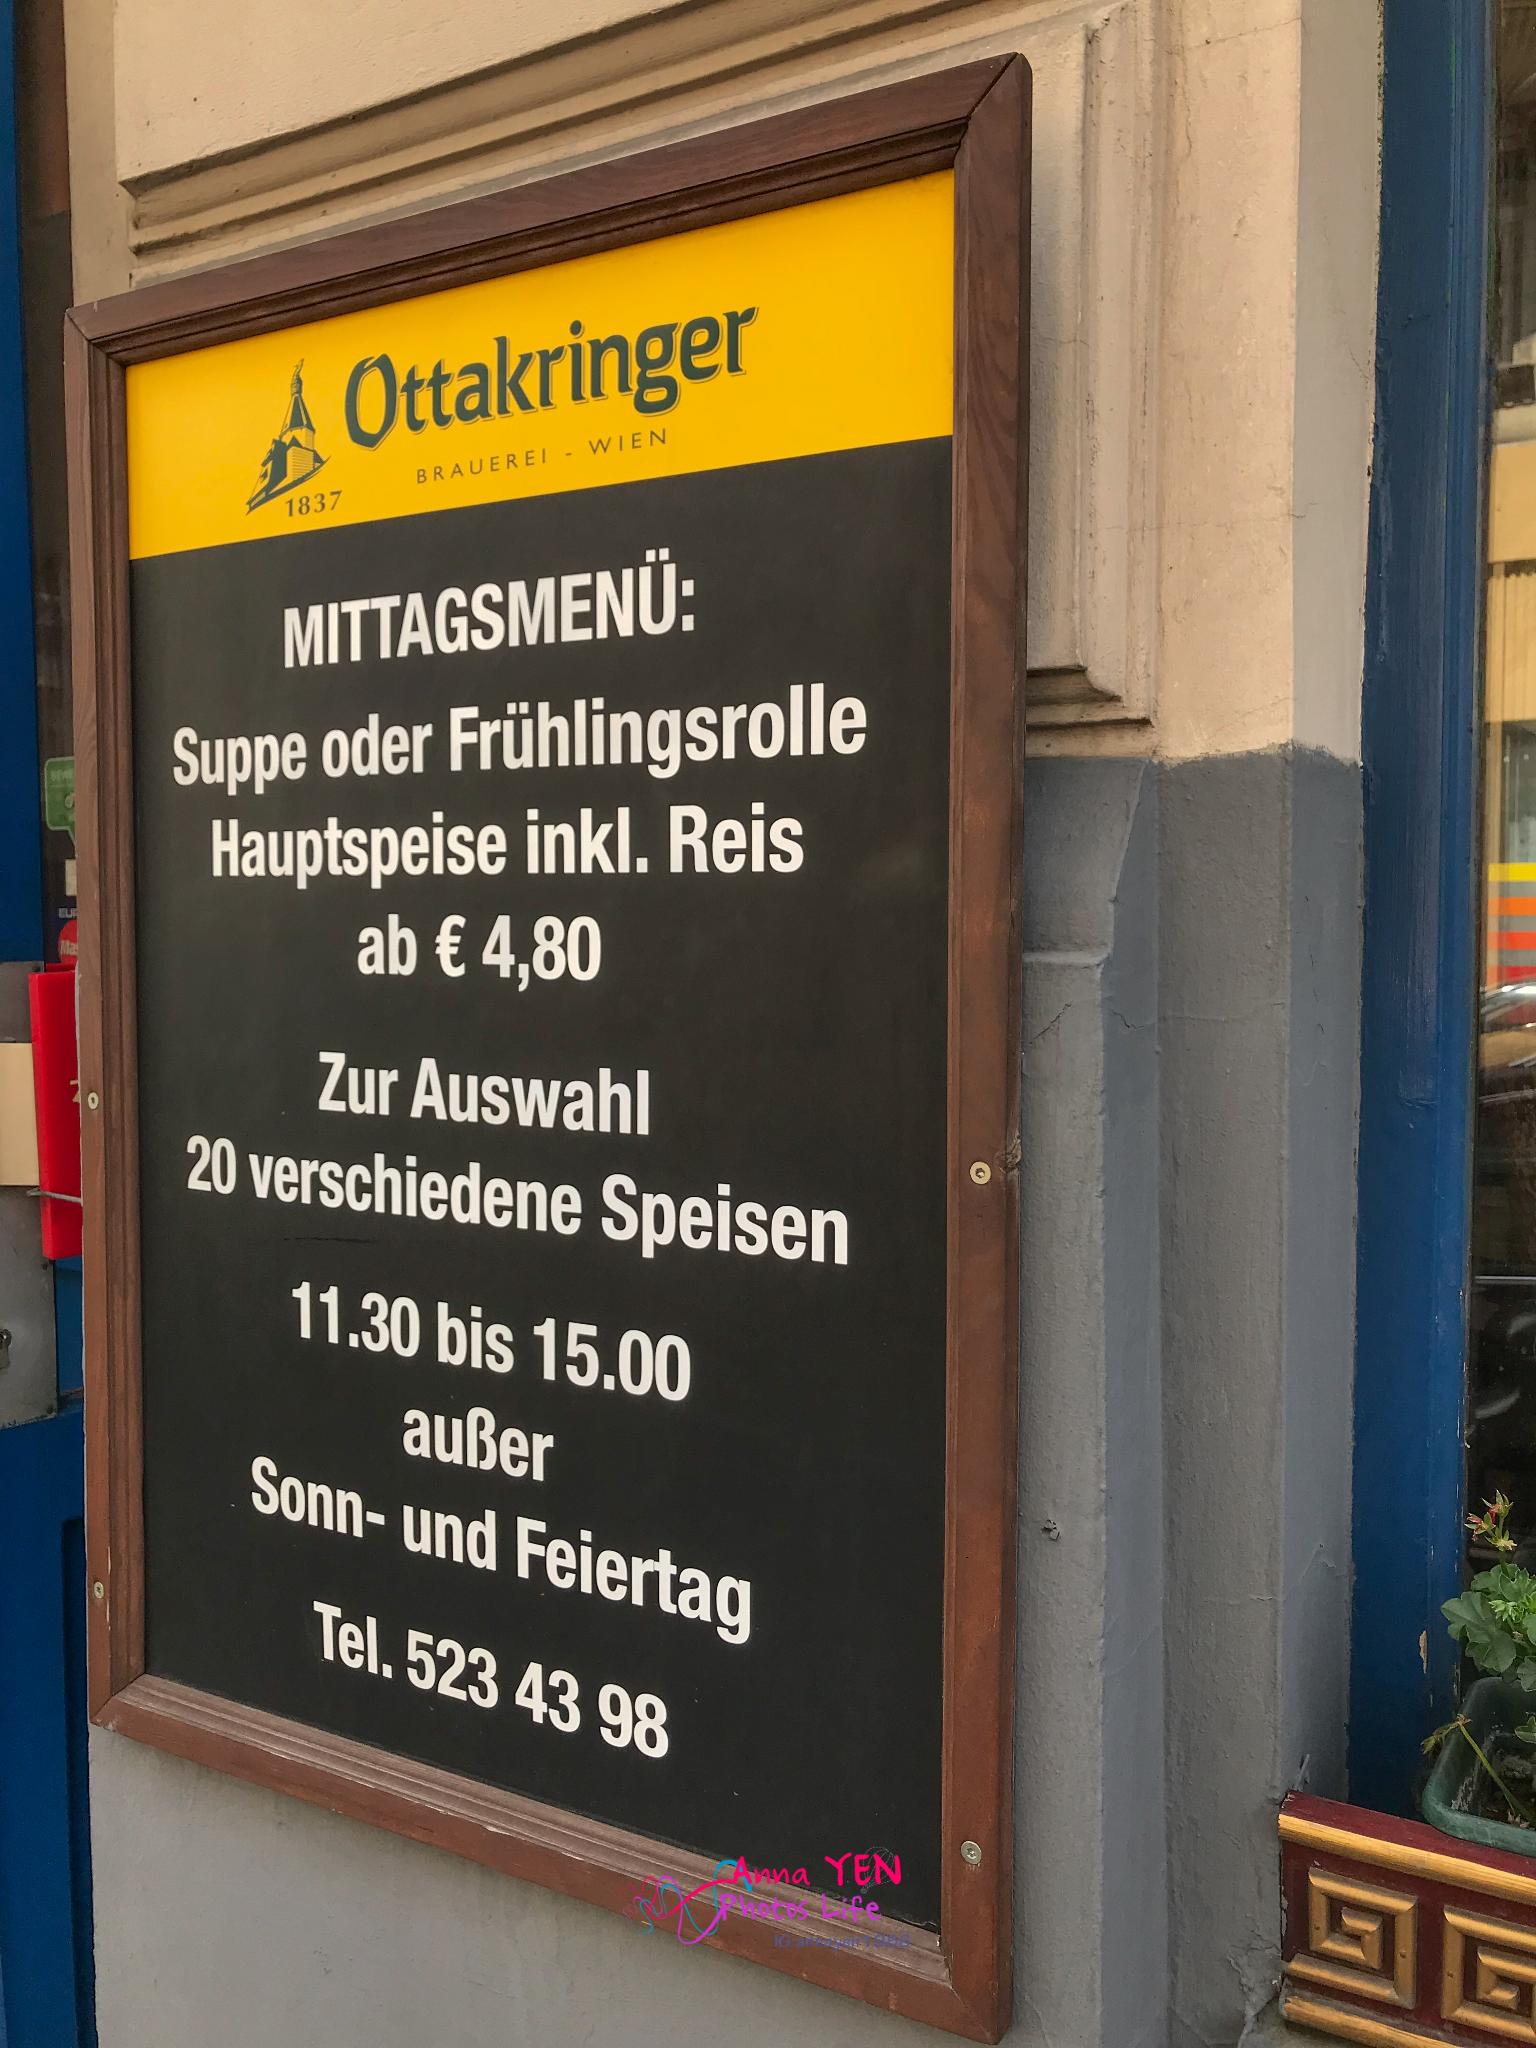 Ottakringer
BRAUEREI - WIEN
1837
MITTAGSMENÜ:
Suppe oder Frühlingsrolle
Hauptspeise inkl. Reis
ab € 4,80
Zur Auswahl
20 verschiedene Speisen
11.30 bis 15.00
außer
Sonn- und Feiertag
Tel. 523 43 98
Anna YEN
Photos Life